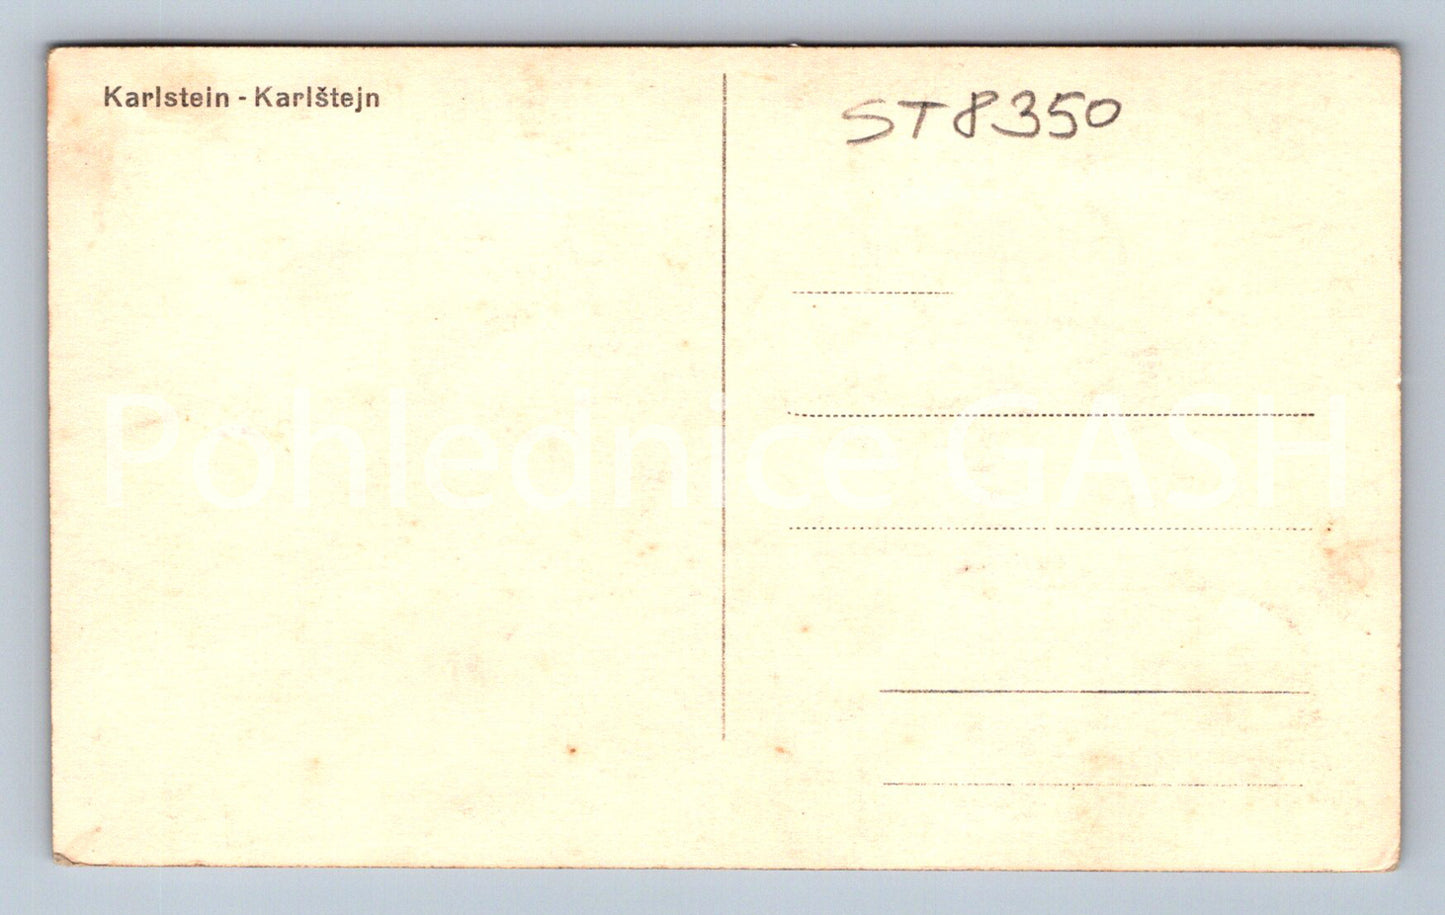 Karlstein - Karlštejn
ST8350
Pohlednice GASH